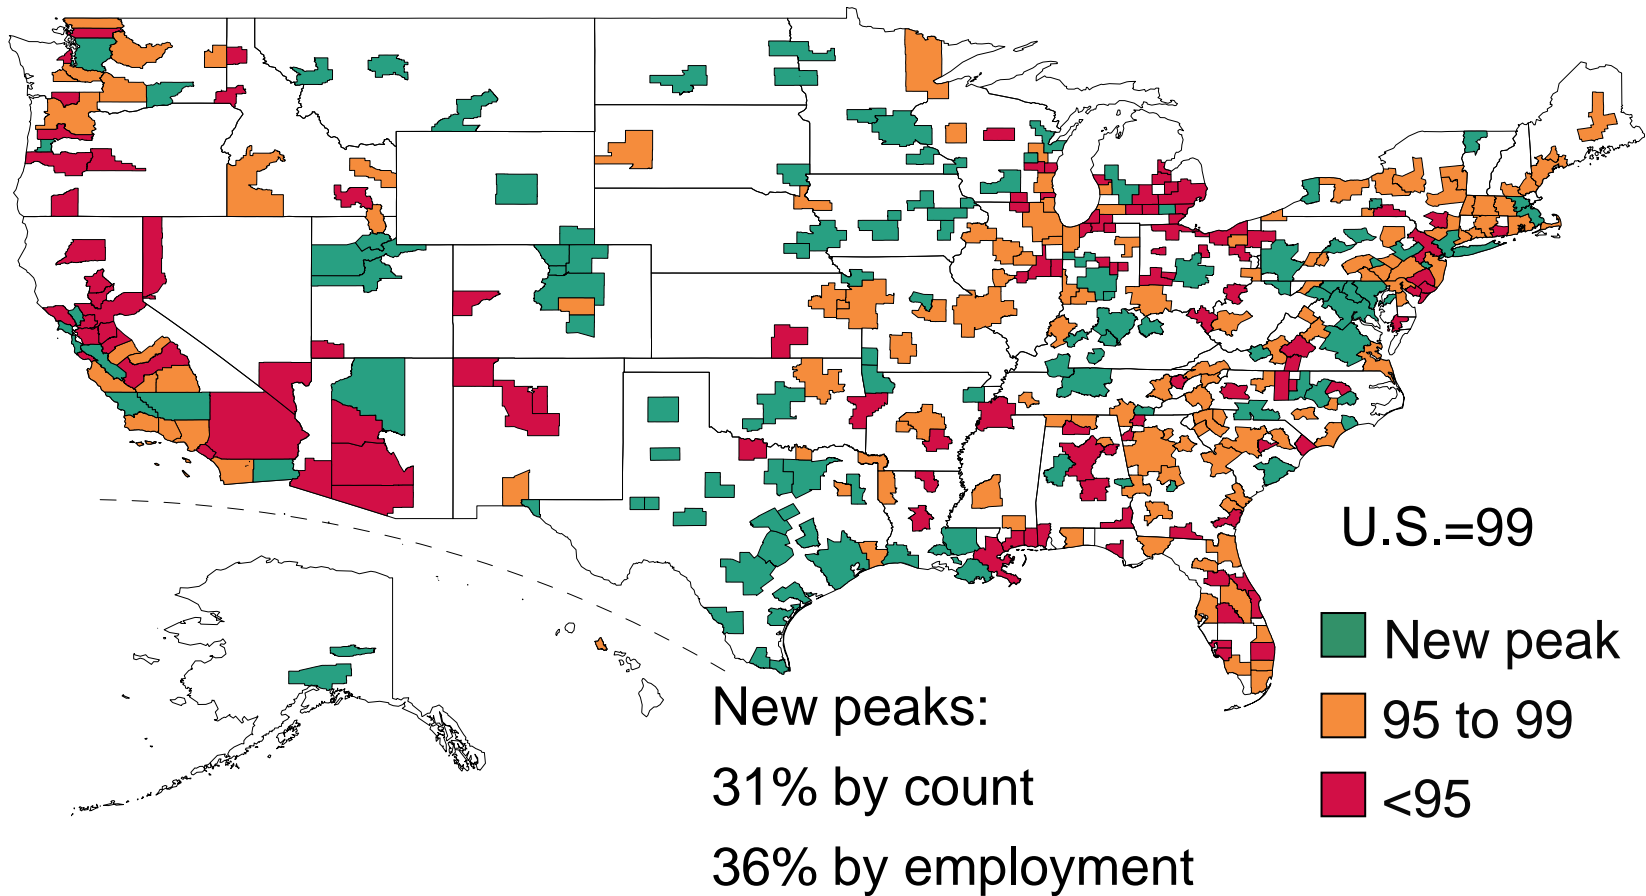 U.S.=99
New peak
95 to 99
<95
New peaks:
31% by count
36% by employment